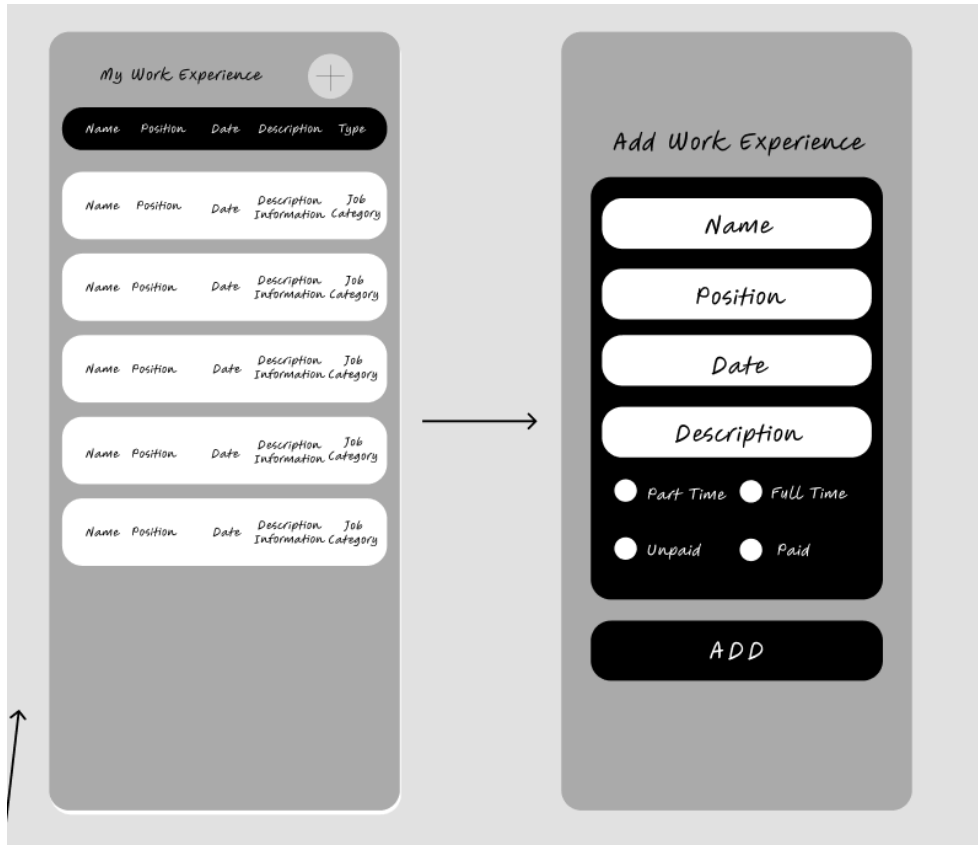 My Work Experience
Name Position Date Description Type
Name Position Date Description Information Job Category
Name Position Date Description Information Job Category
Name Position Date Description Information Job Category
Name Position Date Description Information Job Category
Name Position Date Description Information Job Category
Add Work Experience
Name
Position
Date
Description
Part Time Full Time
Unpaid Paid
ADD